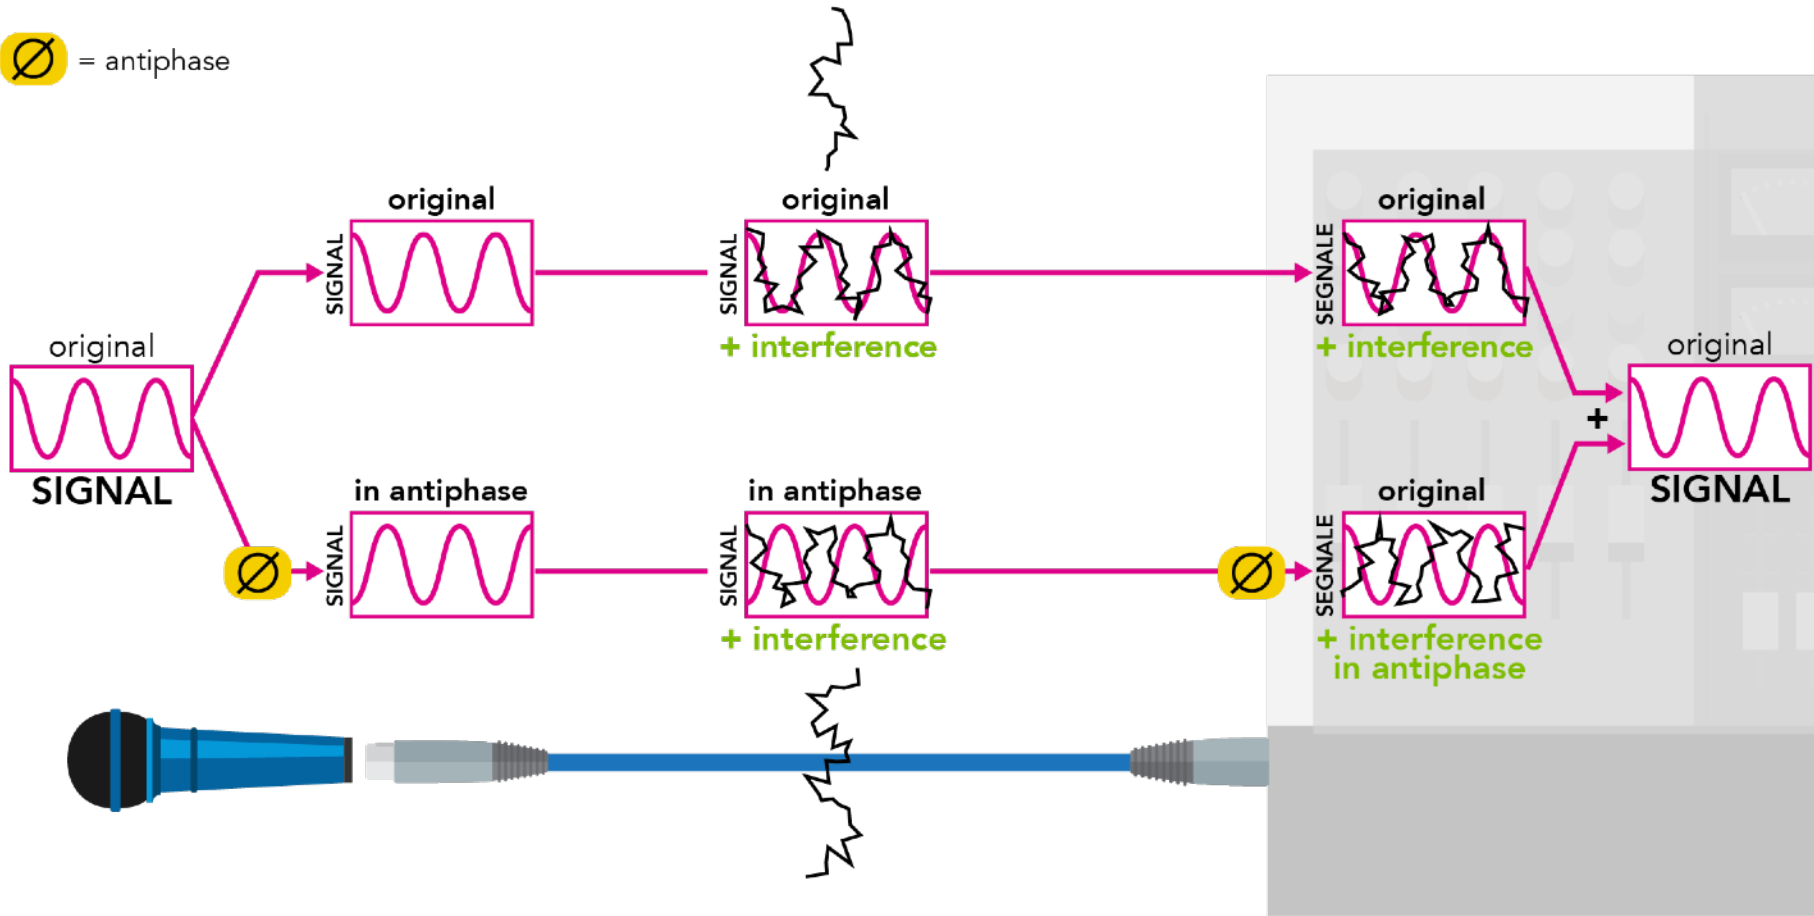 Ø = antiphase
original
SIGNAL
original
SIGNAL
+ interference
original
SEGNALE
+ interference
original
SIGNAL
original
+
SIGNAL
in antiphase
SIGNAL
in antiphase
SIGNAL
+ interference
original
SEGNALE
+ interference
in antiphase
Ø
Ø